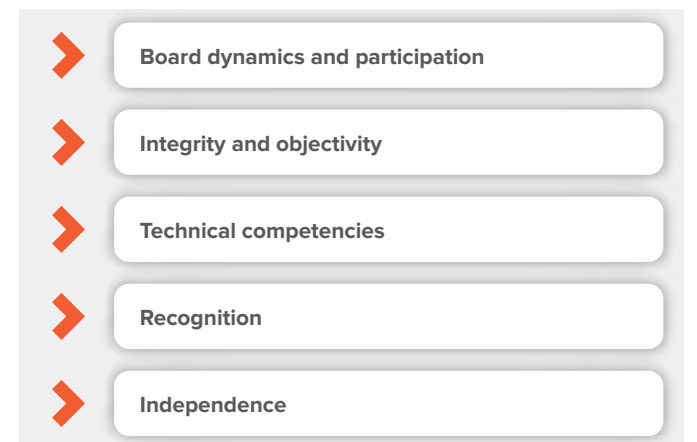 Board dynamics and participation
Integrity and objectivity
Technical competencies
Recognition
Independence